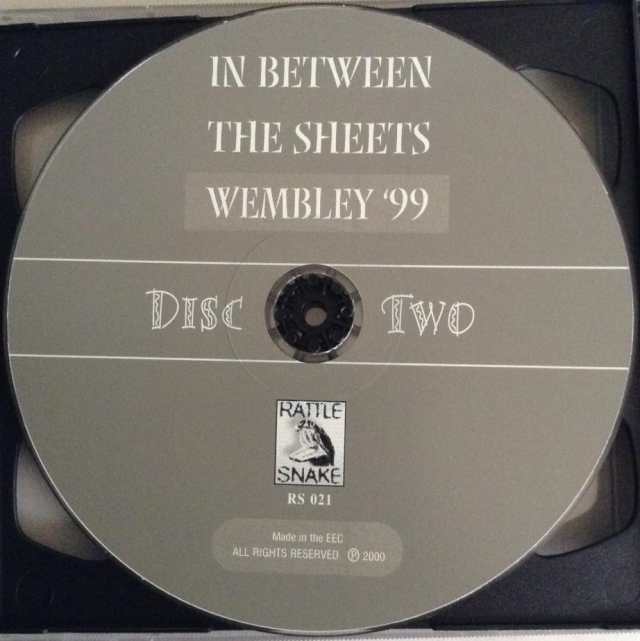 IN BETWEEN
THE SHEETS
WEMBLEY ‘99
DISC TWO
RATTLE
SNAKE
RS 021
Made in the EEC
ALL RIGHTS RESERVED ℗ 2000